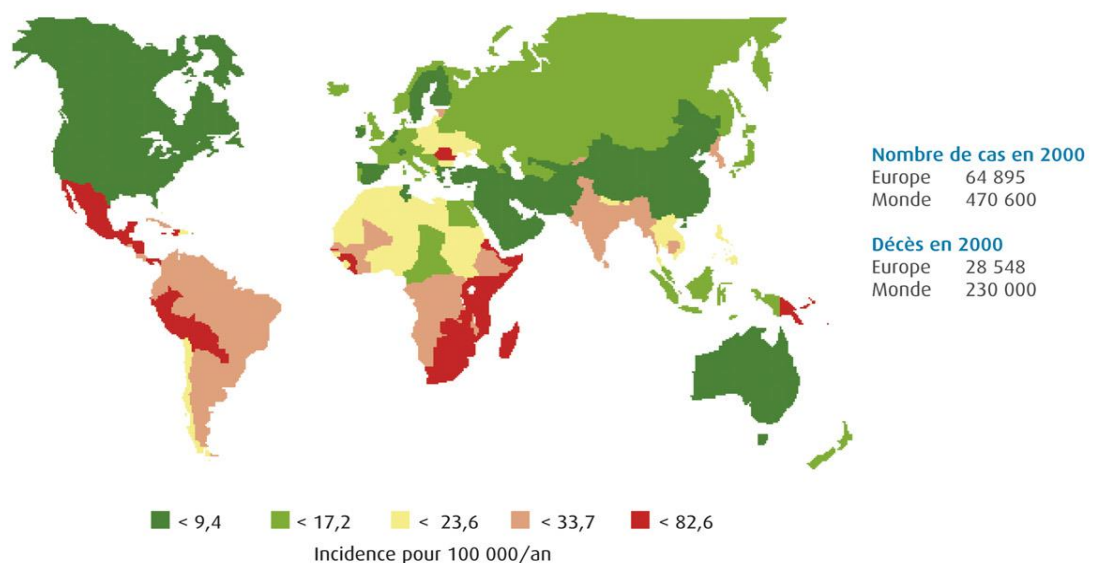 Nombre de cas en 2000
Europe 64 895
Monde 470 600
Décès en 2000
Europe 28 548
Monde 230 000
< 9,4 < 17,2 < 23,6 < 33,7 < 82,6
Incidence pour 100 000/an